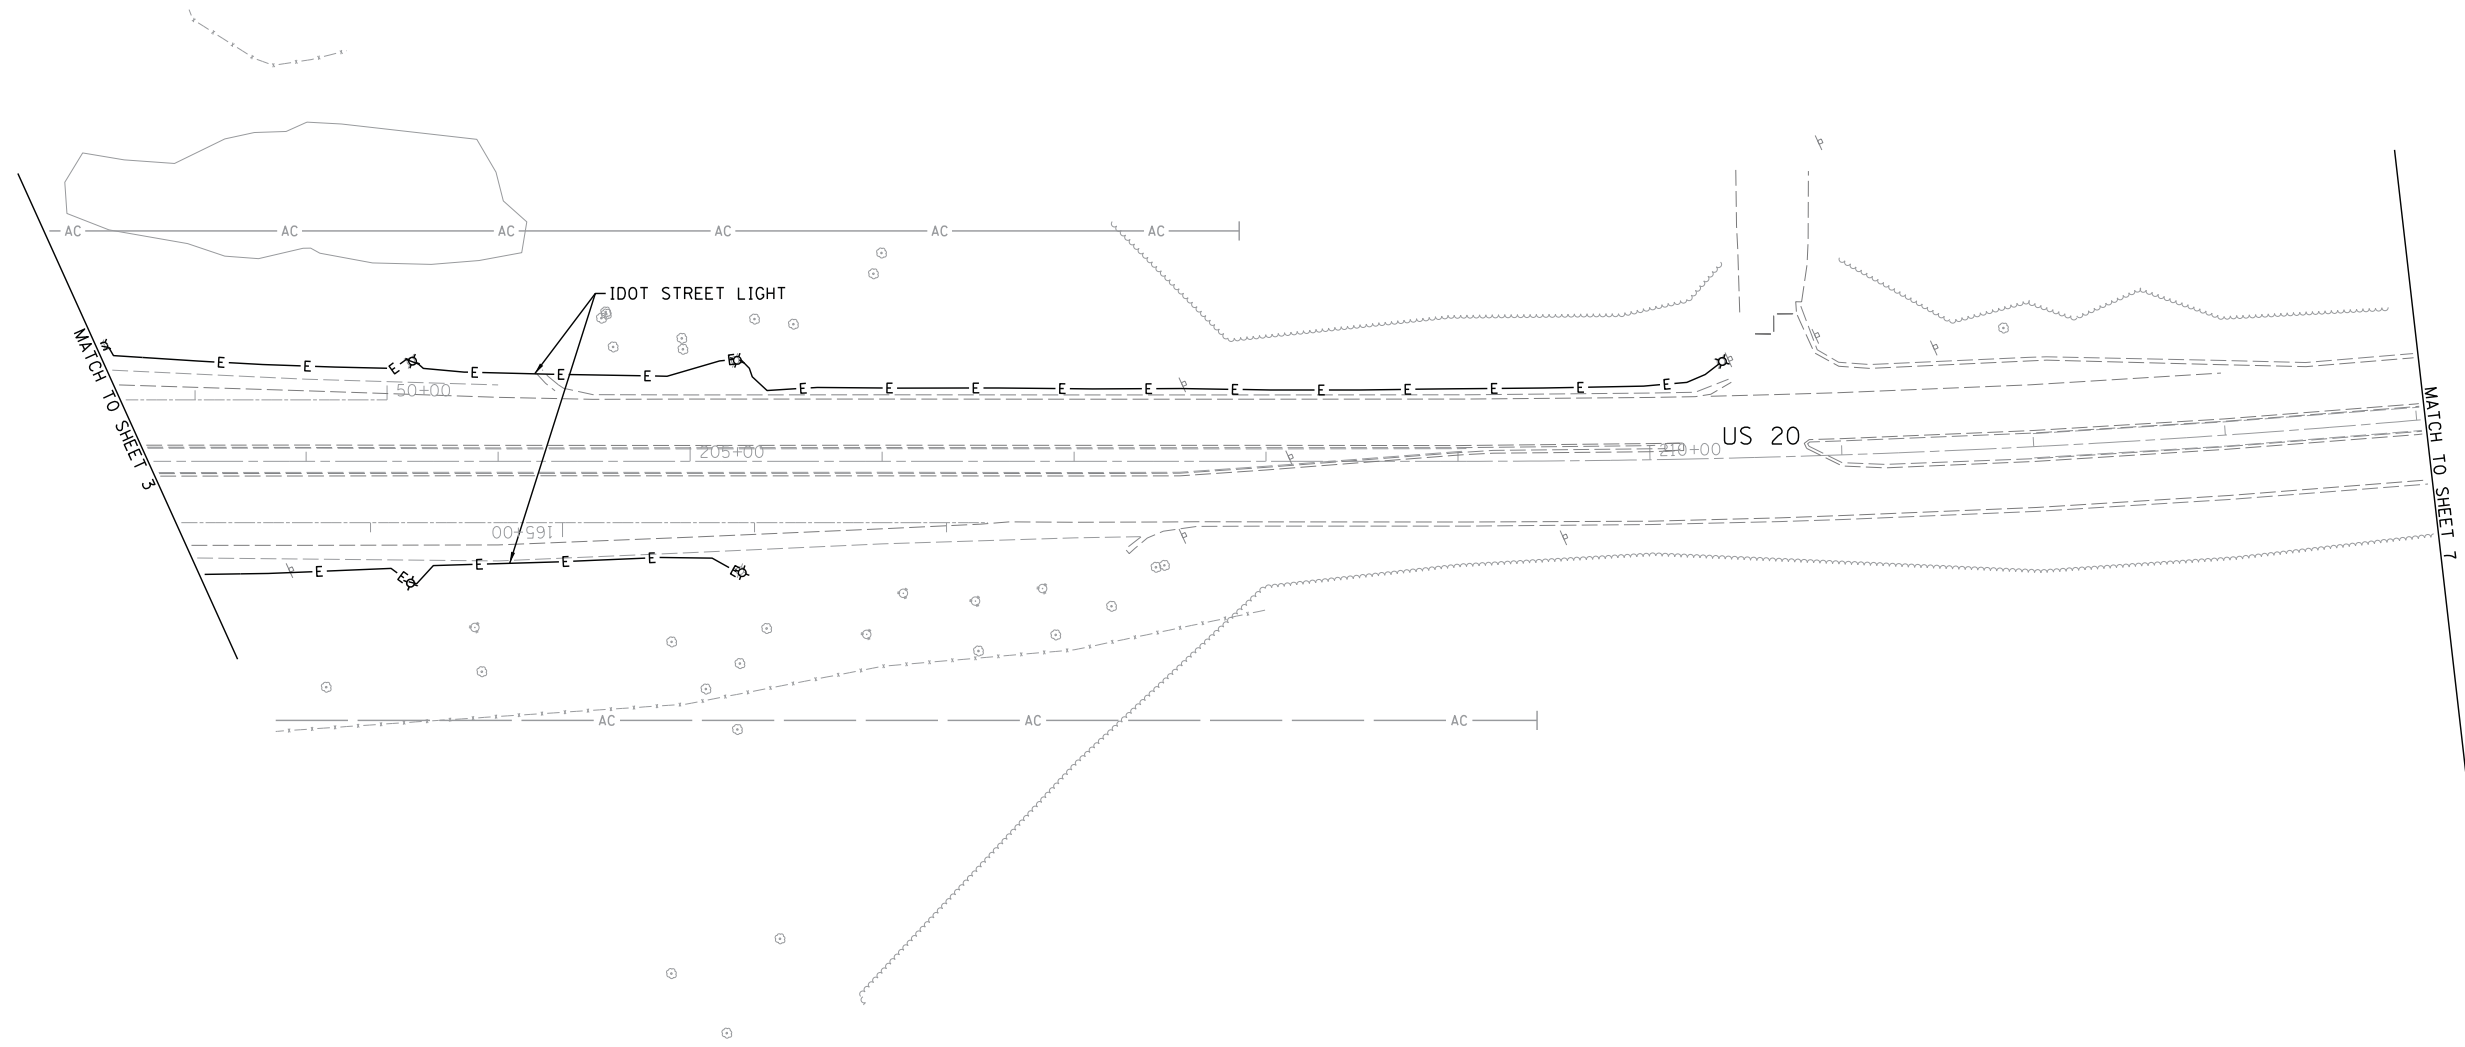 AC AC AC AC AC AC
IDOT STREET LIGHT
MATCH TO SHEET 3
E E E E E E E E
E E E E E E E E E E E
50+00
US 20
205+00
210+00
MATCH TO SHEET 7
165+00
E E E E E E
AC AC AC